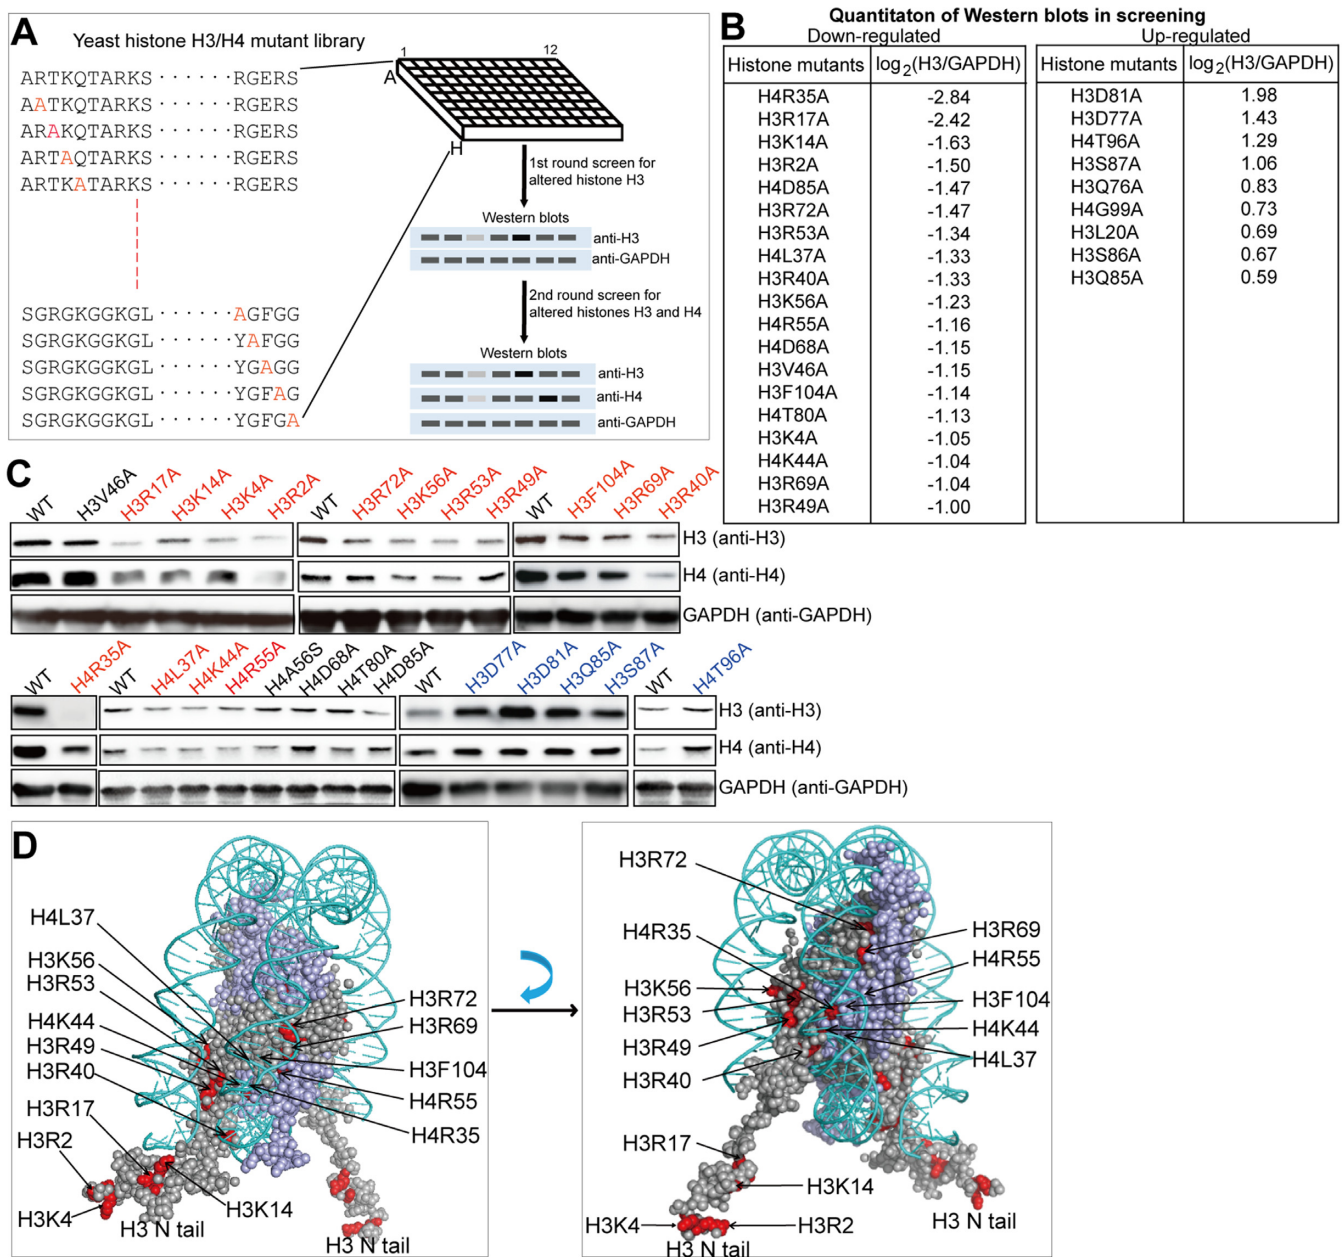 A
Yeast histone H3/H4 mutant library
ARTKQTARKS ······ RGERS
AATKQTARKS ······ RGERS
ARAKQTARKS ······ RGERS
ARTAQTARKS ······ RGERS
ARTKATARKS ······ RGERS
SGRGKGGKGL ······ AGFGG
SGRGKGGKGL ······ YAFGG
SGRGKGGKGL ······ YGAGG
SGRGKGGKGL ······ YGFAG
SGRGKGGKGL ······ YGFGA
1
12
A
H
1st round screen for
altered histone H3
Western blots
anti-H3
anti-GAPDH
2nd round screen for
altered histones H3 and H4
Western blots
anti-H3
anti-H4
anti-GAPDH
B
Quantitaton of Western blots in screening
Down-regulated
Histone mutants log2(H3/GAPDH)
H4R35A -2.84
H3R17A -2.42
H3K14A -1.63
H3R2A -1.50
H4D85A -1.47
H3R72A -1.47
H3R53A -1.34
H4L37A -1.33
H3R40A -1.33
H3K56A -1.23
H4R55A -1.16
H4D68A -1.15
H3V46A -1.15
H3F104A -1.14
H4T80A -1.13
H3K4A -1.05
H4K44A -1.04
H3R69A -1.04
H3R49A -1.00
Up-regulated
Histone mutants log2(H3/GAPDH)
H3D81A 1.98
H3D77A 1.43
H4T96A 1.29
H3S87A 1.06
H3Q76A 0.83
H4G99A 0.73
H3L20A 0.69
H3S86A 0.67
H3Q85A 0.59
C
WT H3V46A H3R17A H3K14A H3K4A H3R2A WT H3R72A H3K56A H3R53A H3R49A WT H3F104A H3R69A H3R40A
H3 (anti-H3)
H4 (anti-H4)
GAPDH (anti-GAPDH)
WT H4R35A WT H4L37A H4K44A H4R55A H4A56S H4D68A H4T80A H4D85A WT H3D77A H3D81A H3Q85A H3S87A WT H4T96A
H3 (anti-H3)
H4 (anti-H4)
GAPDH (anti-GAPDH)
D
H4L37
H3K56
H3R53
H4K44
H3R49
H3R40
H3R17
H3R2
H3K4
H3 N tail
H3K14
H3R72
H3R69
H3F104
H4R55
H4R35
H3 N tail
H3R72
H4R35
H3K56
H3R53
H3R49
H3R40
H3R17
H3K14
H3K4
H3R2
H3 N tail
H3R69
H4R55
H3F104
H4K44
H4L37
H3 N tail